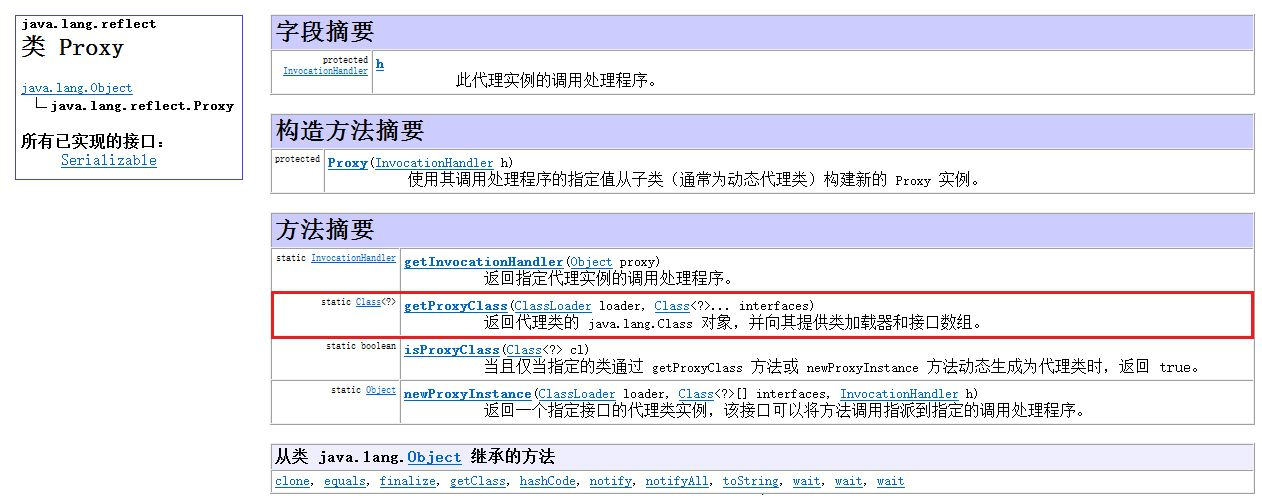 java.lang.reflect
类 Proxy
java.lang.Object
java.lang.reflect.Proxy
所有已实现的接口：
Serializable
字段摘要
protected InvocationHandler
h
此代理实例的调用处理程序。
构造方法摘要
protected
Proxy(InvocationHandler h)
使用其调用处理程序的指定值从子类（通常为动态代理类）构建新的 Proxy 实例。
方法摘要
static InvocationHandler
getInvocationHandler(Object proxy)
返回指定代理实例的调用处理程序。
static Class<?>
getProxyClass(ClassLoader loader, Class<?>... interfaces)
返回代理类的 java.lang.Class 对象，并向其提供类加载器和接口数组。
static boolean
isProxyClass(Class<?> cl)
当且仅当指定的类通过 getProxyClass 方法或 newProxyInstance 方法动态生成为代理类时，返回 true。
static Object
newProxyInstance(ClassLoader loader, Class<?>[] interfaces, InvocationHandler h)
返回一个指定接口的代理类实例，该接口可以将方法调用指派到指定的调用处理程序。
从类 java.lang.Object 继承的方法
clone, equals, finalize, getClass, hashCode, notify, notifyAll, toString, wait, wait, wait